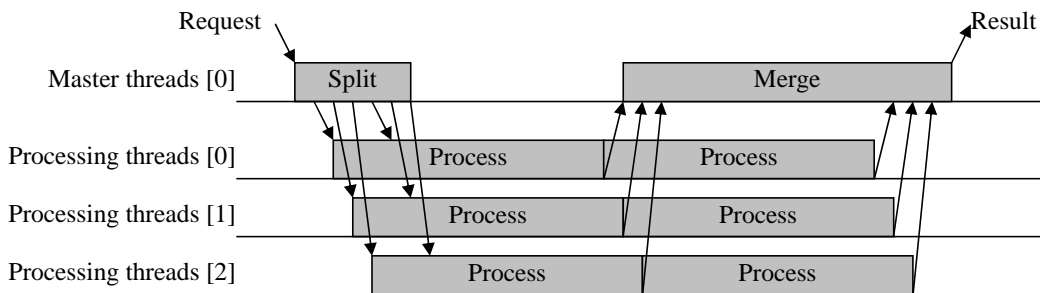 Request Result
Master threads [0] Split Merge
Processing threads [0] Process Process
Processing threads [1] Process Process
Processing threads [2] Process Process